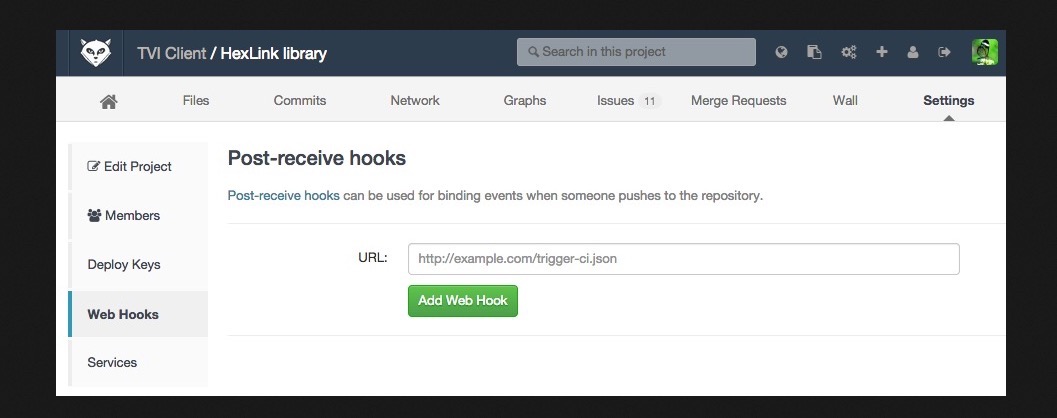 TVI Client / HexLink library
Search in this project
Files Commits Network Graphs Issues 11 Merge Requests Wall Settings
Edit Project
Members
Deploy Keys
Web Hooks
Services
Post-receive hooks
Post-receive hooks can be used for binding events when someone pushes to the repository.
URL: http://example.com/trigger-ci.json
Add Web Hook